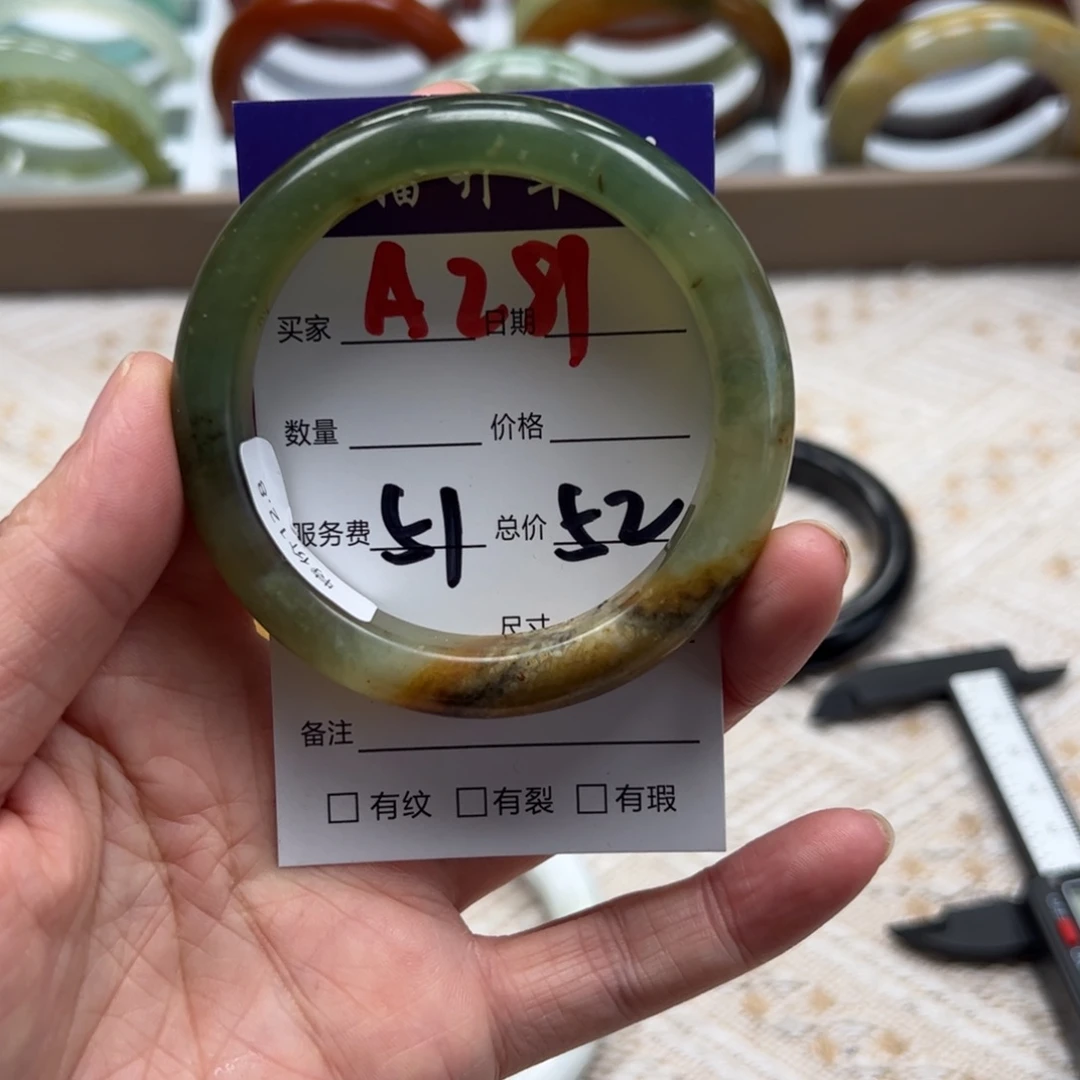 A281
买家 日期
数量 价格
服务费 51 总价 52
尺寸
备注
□ 有纹 □ 有裂 □ 有瑕